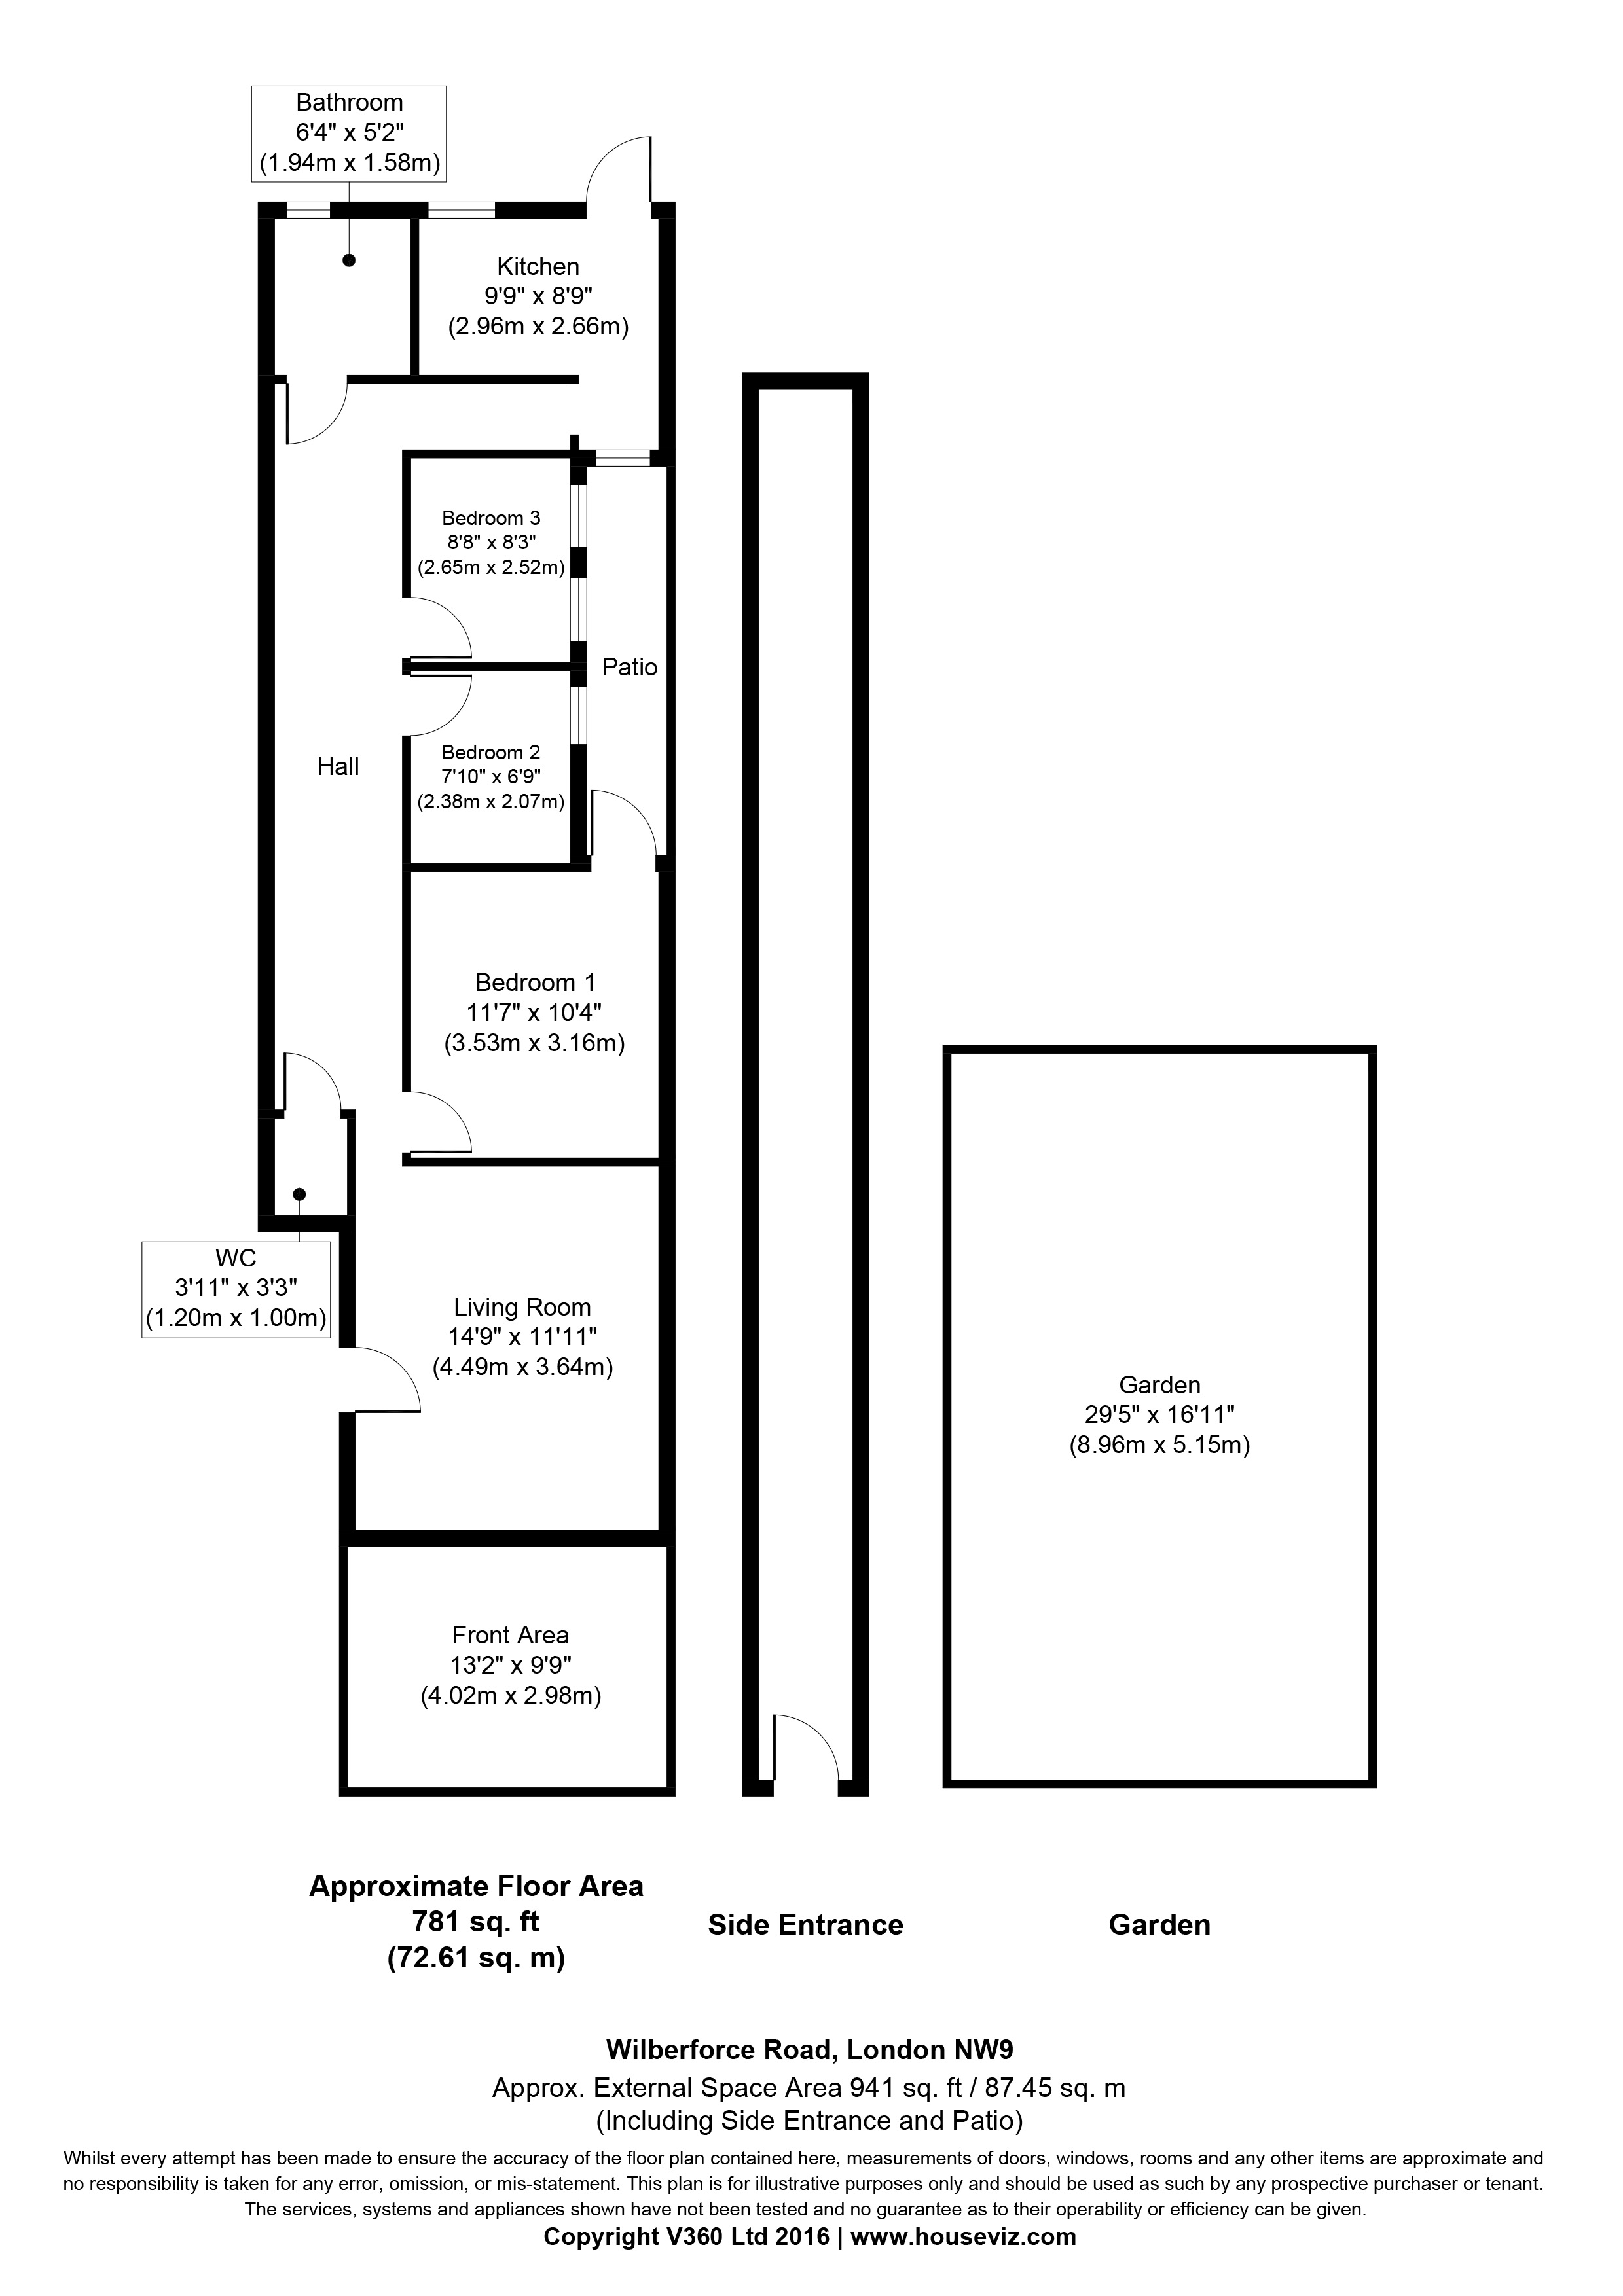 Bathroom
6'4" x 5'2"
(1.94m x 1.58m)
Kitchen
9'9" x 8'9"
(2.96m x 2.66m)
Bedroom 3
8'8" x 8'3"
(2.65m x 2.52m)
Patio
Bedroom 2
7'10" x 6'9"
(2.38m x 2.07m)
Hall
Bedroom 1
11'7" x 10'4"
(3.53m x 3.16m)
WC
3'11" x 3'3"
(1.20m x 1.00m)
Living Room
14'9" x 11'11"
(4.49m x 3.64m)
Garden
29'5" x 16'11"
(8.96m x 5.15m)
Front Area
13'2" x 9'9"
(4.02m x 2.98m)
Approximate Floor Area
781 sq. ft
(72.61 sq. m)
Side Entrance
Garden
Wilberforce Road, London NW9
Approx. External Space Area 941 sq. ft / 87.45 sq. m
(Including Side Entrance and Patio)
Whilst every attempt has been made to ensure the accuracy of the floor plan contained here, measurements of doors, windows, rooms and any other items are approximate and
no responsibility is taken for any error, omission, or mis-statement. This plan is for illustrative purposes only and should be used as such by any prospective purchaser or tenant.
The services, systems and appliances shown have not been tested and no guarantee as to their operability or efficiency can be given.
Copyright V360 Ltd 2016 | www.houseviz.com